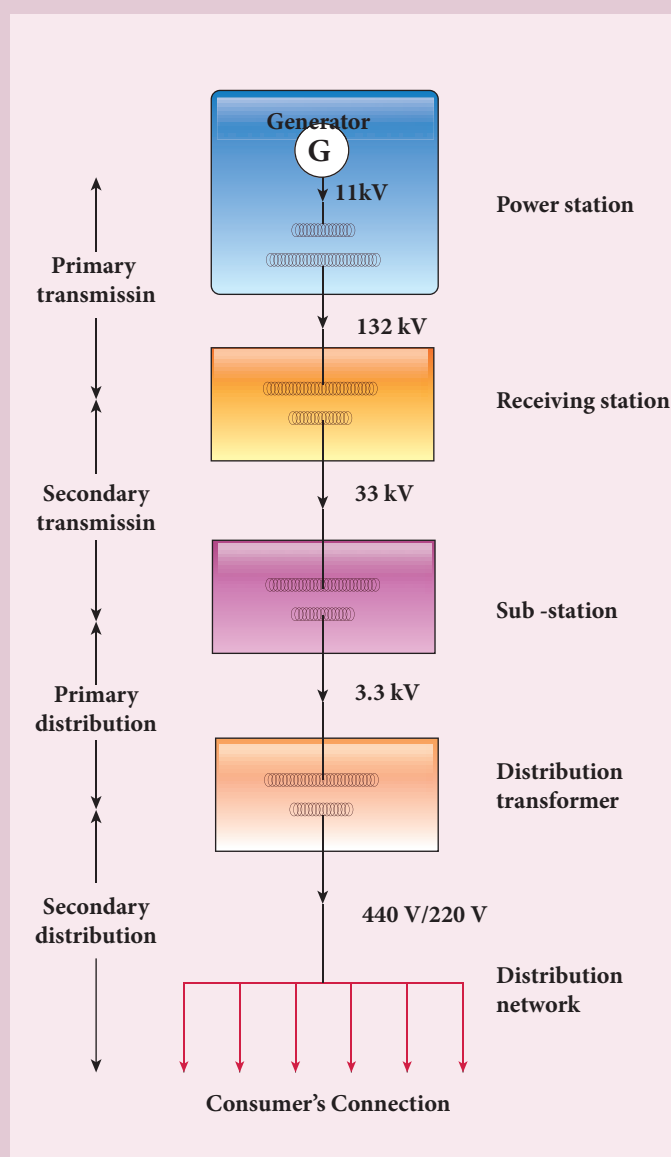 Generator
G
11kV
Power station
Primary
transmissin
132 kV
Receiving station
33 kV
Secondary
transmissin
Sub -station
3.3 kV
Primary
distribution
Distribution
transformer
440 V/220 V
Secondary
distribution
Distribution
network
Consumer's Connection